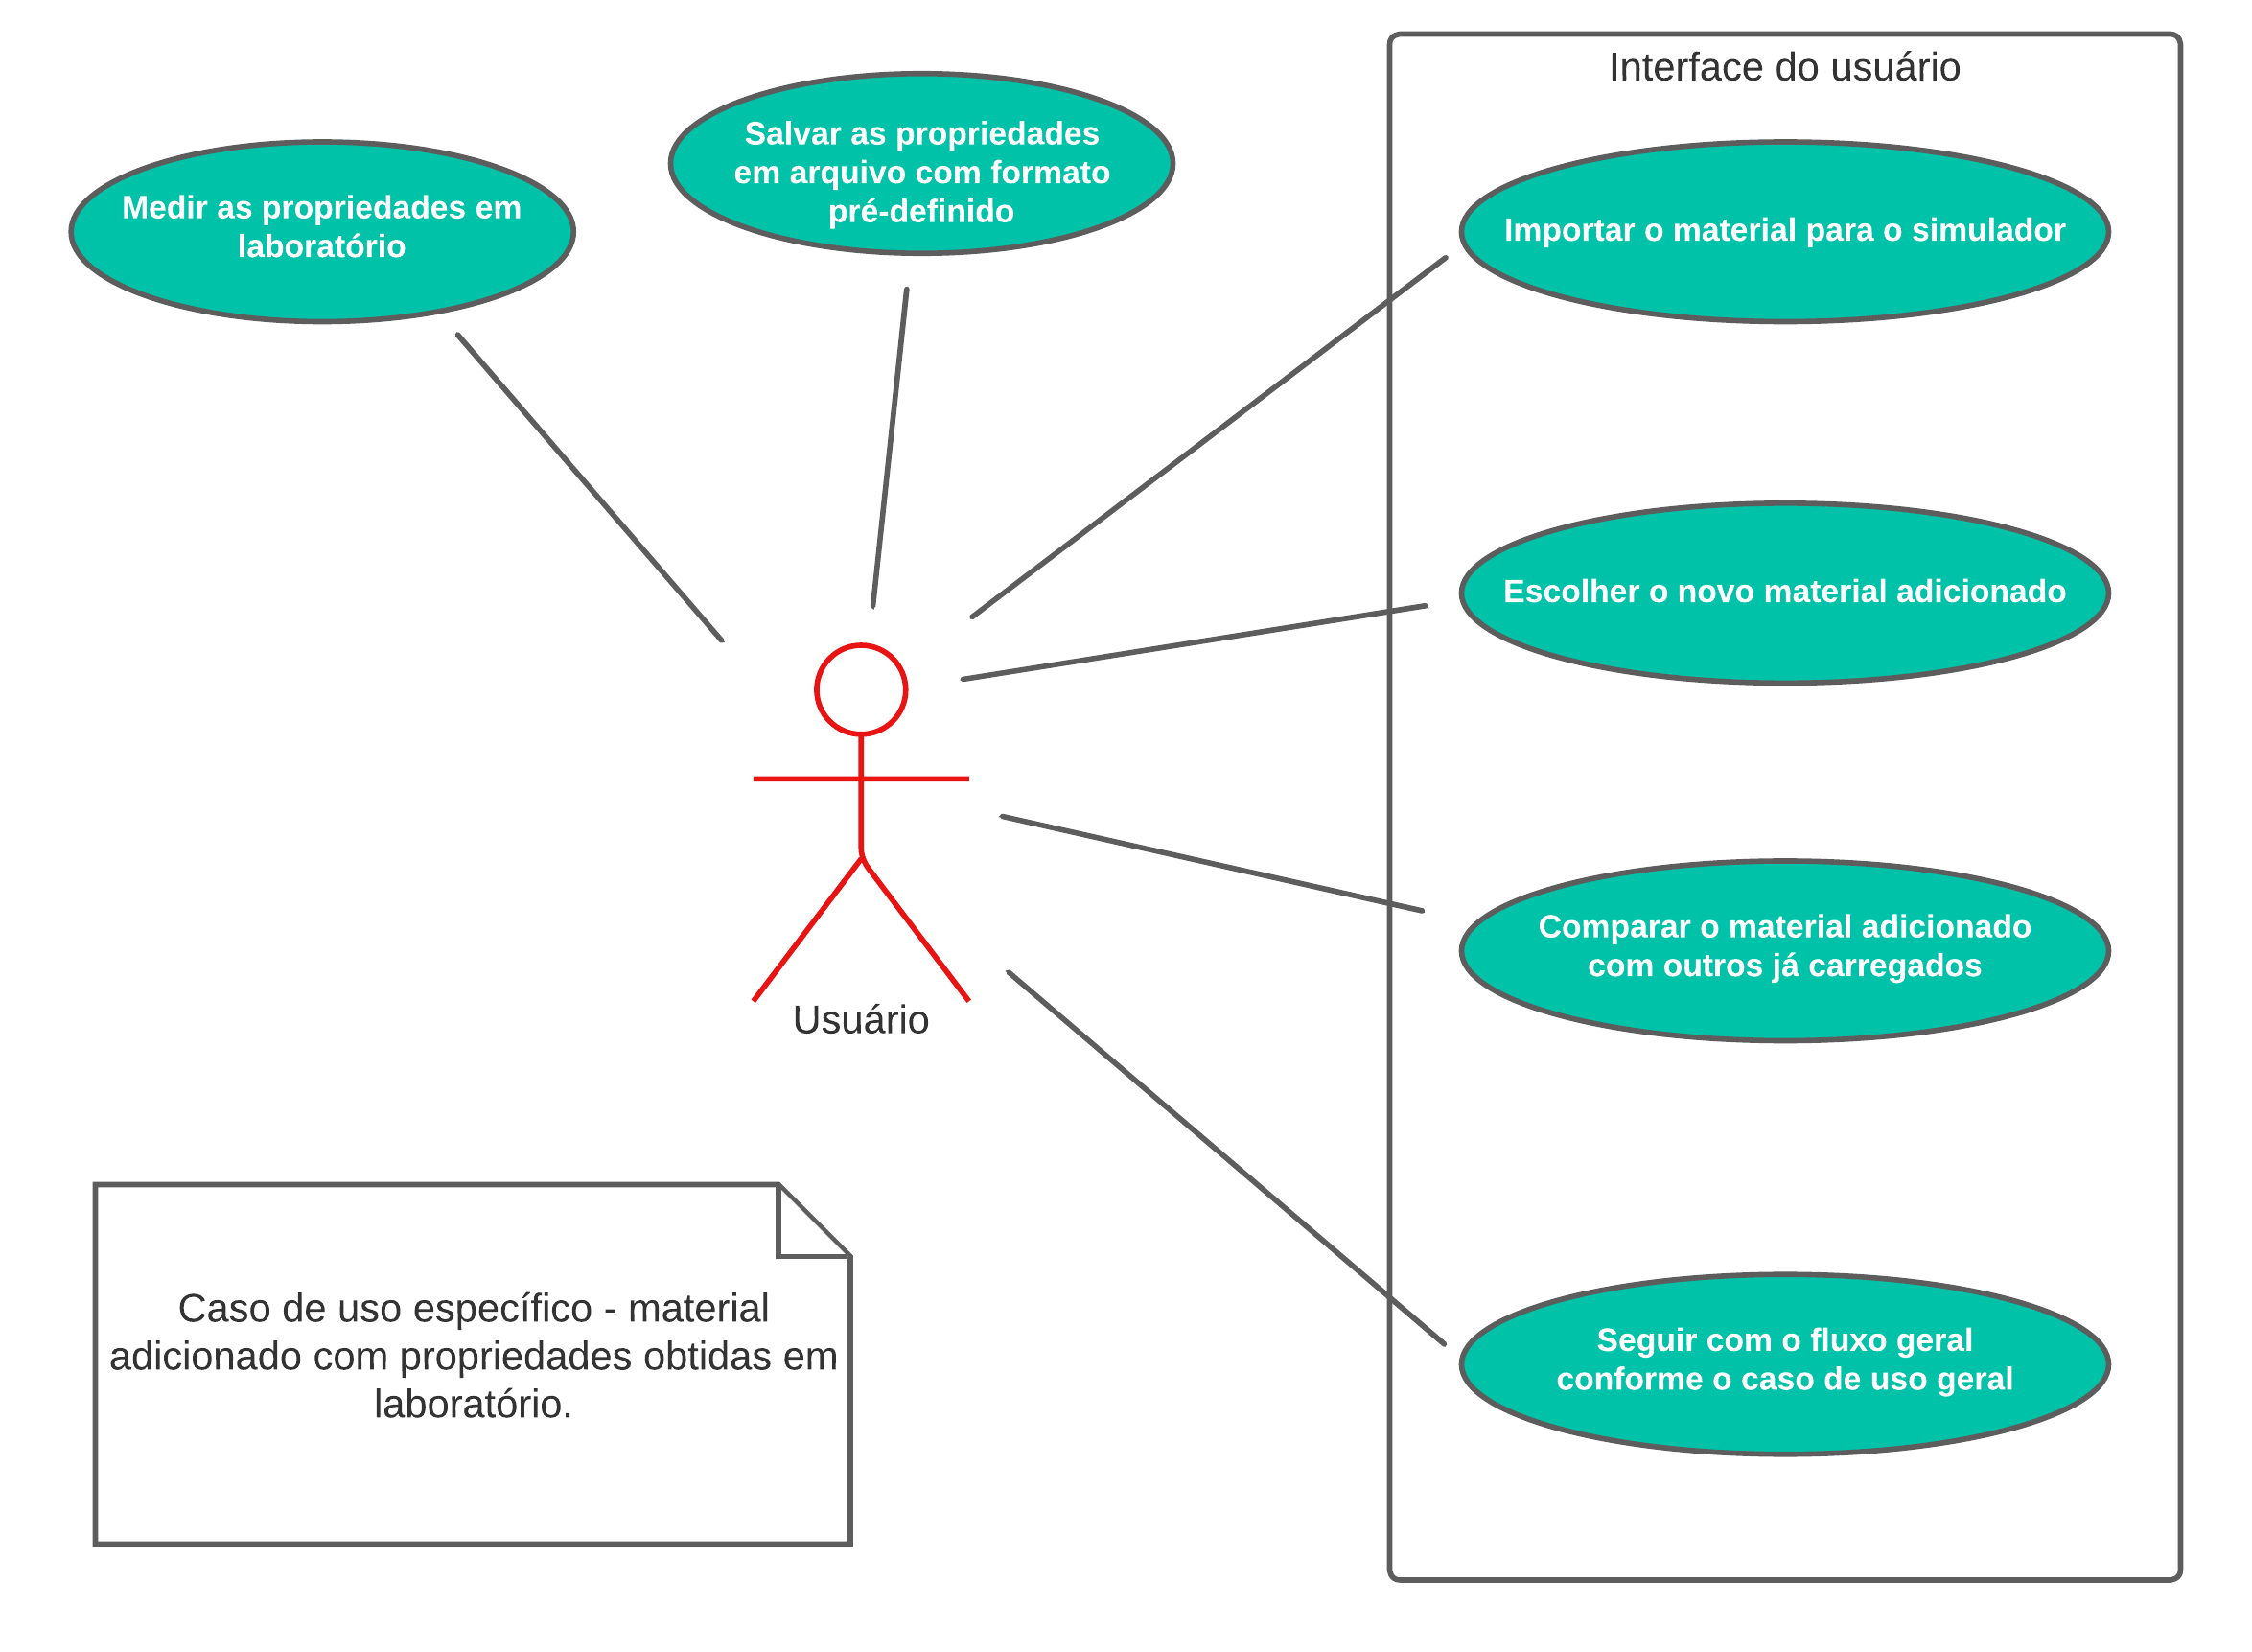 Interface do usuário
Salvar as propriedades
em arquivo com formato
pré-definido
Medir as propriedades em
laboratório
Importar o material para o simulador
Escolher o novo material adicionado
Comparar o material adicionado
com outros já carregados
Usuário
Caso de uso específico - material
adicionado com propriedades obtidas em
laboratório.
Seguir com o fluxo geral
conforme o caso de uso geral